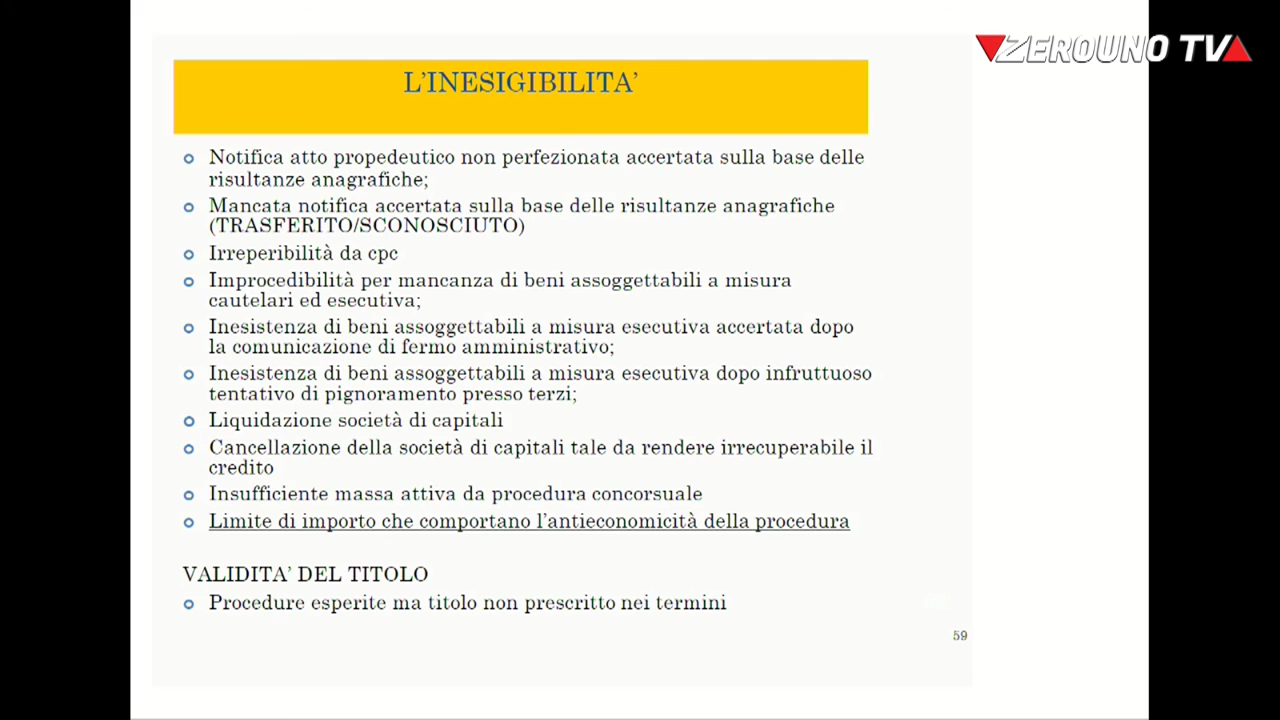 ZEROUNO TV
L'INESIGIBILITA'
Notifica atto propedeutico non perfezionata accertata sulla base delle
risultanze anagrafiche;
Mancata notifica accertata sulla base delle risultanze anagrafiche
(TRASFERITO/SCONOSCIUTO)
Irreperibilità da cpc
Improcedibilità per mancanza di beni assoggettabili a misura
cautelari ed esecutiva;
Inesistenza di beni assoggettabili a misura esecutiva accertata dopo
la comunicazione di fermo amministrativo;
Inesistenza di beni assoggettabili a misura esecutiva dopo infruttuoso
tentativo di pignoramento presso terzi;
Liquidazione società di capitali
Cancellazione della società di capitali tale da rendere irrecuperabile il
credito
Insufficiente massa attiva da procedura concorsuale
Limite di importo che comportano l'antieconomicità della procedura
VALIDITA' DEL TITOLO
Procedure esperite ma titolo non prescritto nei termini
59